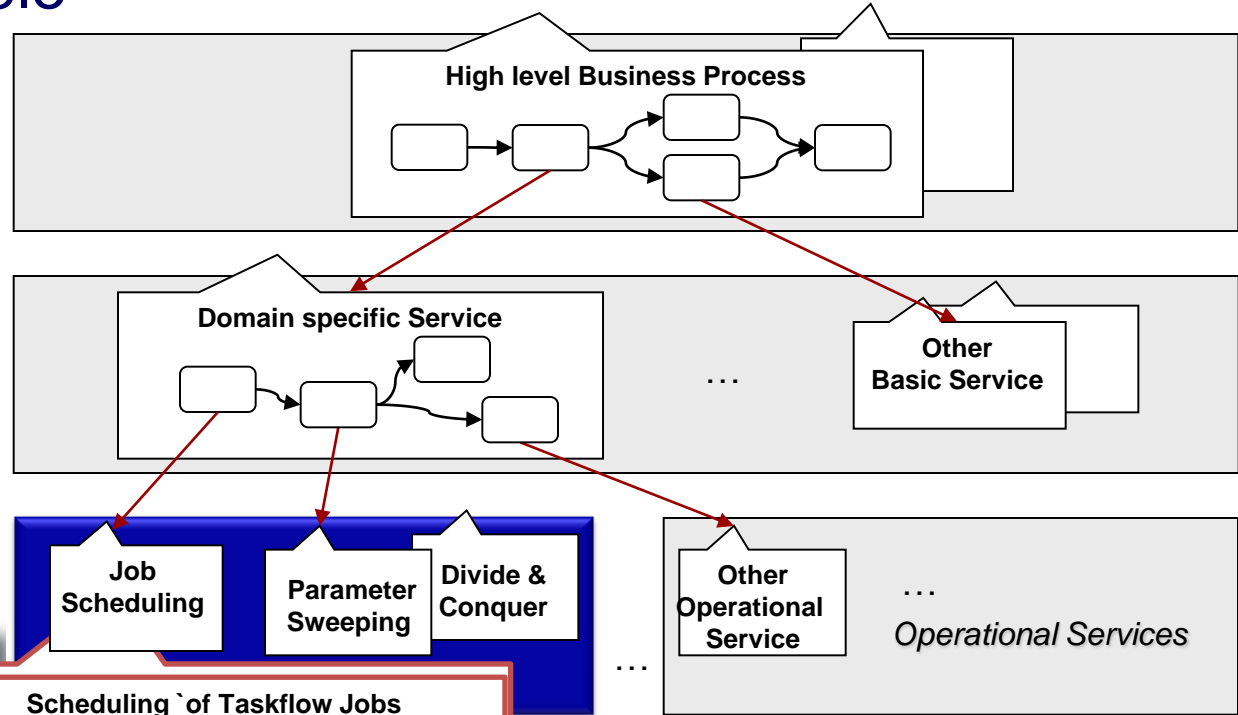 High level Business Process
Domain specific Service
...
Other
Basic Service
Job
Scheduling
Parameter
Sweeping
Divide &
Conquer
...
Other
Operational
Service
...
Operational Services
Scheduling `of Taskflow Jobs